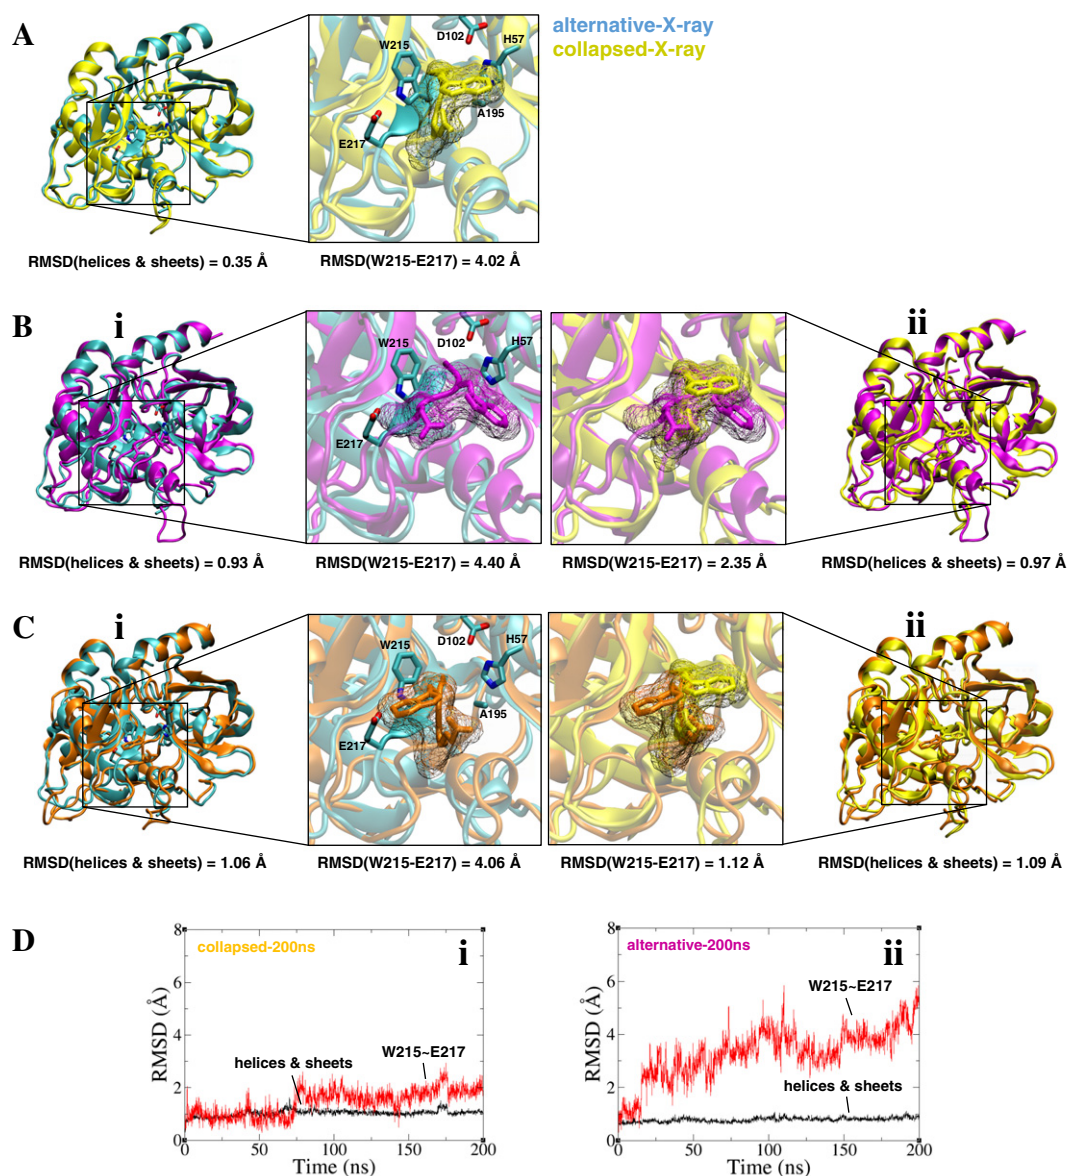 A
alternative-X-ray
collapsed-X-ray
D102
H57
W215
A195
E217
RMSD(helices & sheets) = 0.35 Å
RMSD(W215-E217) = 4.02 Å
B
i
ii
D102
H57
W215
E217
RMSD(helices & sheets) = 0.93 Å
RMSD(W215-E217) = 4.40 Å
RMSD(W215-E217) = 2.35 Å
RMSD(helices & sheets) = 0.97 Å
C
i
ii
D102
H57
W215
A195
E217
RMSD(helices & sheets) = 1.06 Å
RMSD(W215-E217) = 4.06 Å
RMSD(W215-E217) = 1.12 Å
RMSD(helices & sheets) = 1.09 Å
D
collapsed-200ns
i
helices & sheets
W215~E217
RMSD (Å)
8
6
4
2
0
0
50
100
150
200
Time (ns)
alternative-200ns
ii
W215~E217
helices & sheets
RMSD (Å)
8
6
4
2
0
0
50
100
150
200
Time (ns)